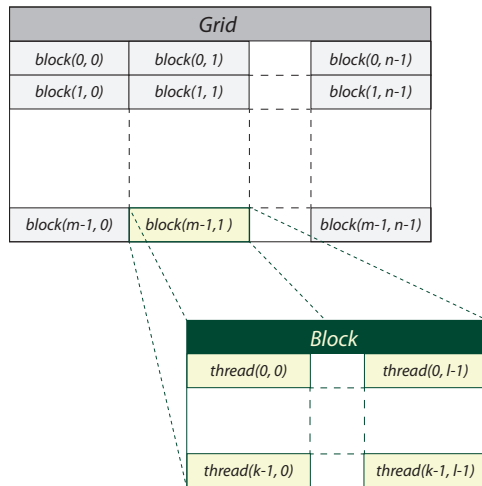 Grid
block(0, 0) block(0, 1) block(0, n-1)
block(1, 0) block(1, 1) block(1, n-1)
block(m-1, 0) block(m-1,1 ) block(m-1, n-1)
Block
thread(0, 0) thread(0, l-1)
thread(k-1, 0) thread(k-1, l-1)